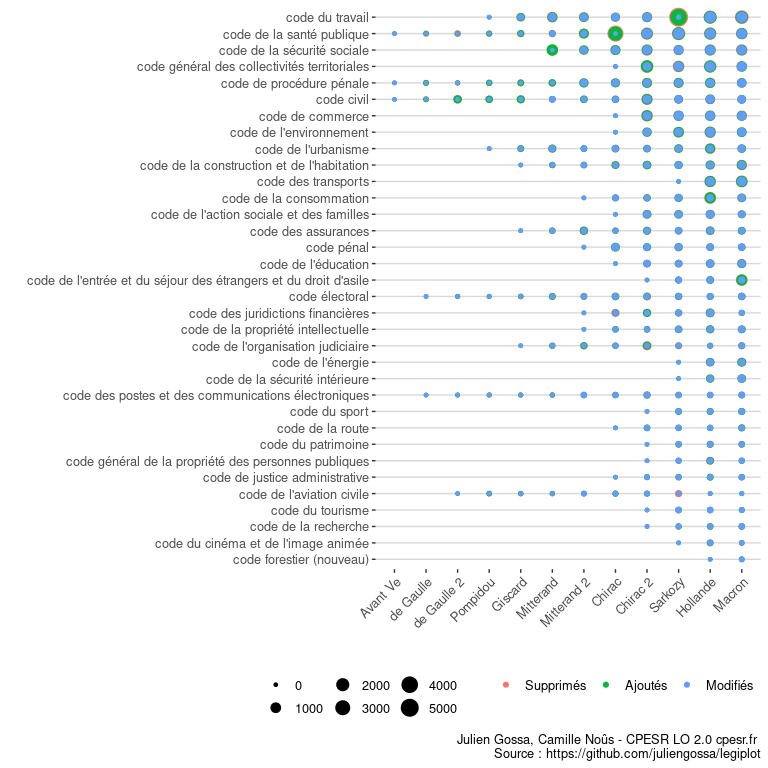 code du travail
code de la santé publique
code de la sécurité sociale
code général des collectivités territoriales
code de procédure pénale
code civil
code de commerce
code de l'environnement
code de l'urbanisme
code de la construction et de l'habitation
code des transports
code de la consommation
code de l'action sociale et des familles
code des assurances
code pénal
code de l'éducation
code de l'entrée et du séjour des étrangers et du droit d'asile
code électoral
code des juridictions financières
code de la propriété intellectuelle
code de l'organisation judiciaire
code de l'énergie
code de la sécurité intérieure
code des postes et des communications électroniques
code du sport
code de la route
code du patrimoine
code général de la propriété des personnes publiques
code de justice administrative
code de l'aviation civile
code du tourisme
code de la recherche
code du cinéma et de l'image animée
code forestier (nouveau)
Avant Ve
de Gaulle
de Gaulle 2
Pompidou
Giscard
Mitterand
Mitterand 2
Chirac
Chirac 2
Sarkozy
Hollande
Macron
0 2000 4000 Supprimés Ajoutés Modifiés
1000 3000 5000
Julien Gossa, Camille Noûs - CPESR LO 2.0 cpesr.fr
Source : https://github.com/juliengossa/legiplot